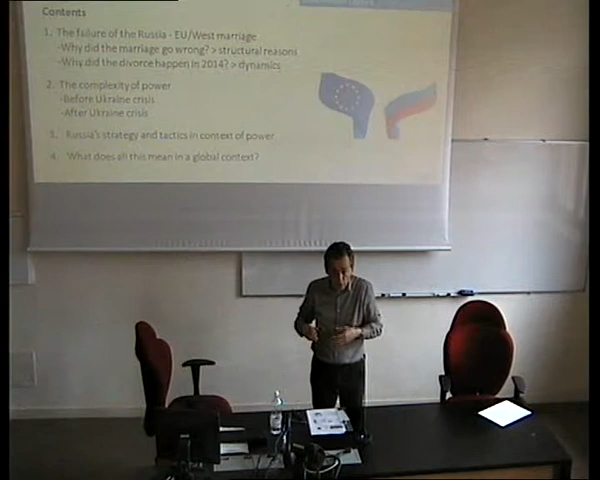 Contents
1. The failure of the Russia - EU/West marriage
-Why did the marriage go wrong? > structural reasons
-Why did the divorce happen in 2014? > dynamics
2. The complexity of power
-Before Ukraine crisis
-After Ukraine crisis
3. Russia's strategy and tactics in context of power
4. What does all this mean in a global context?